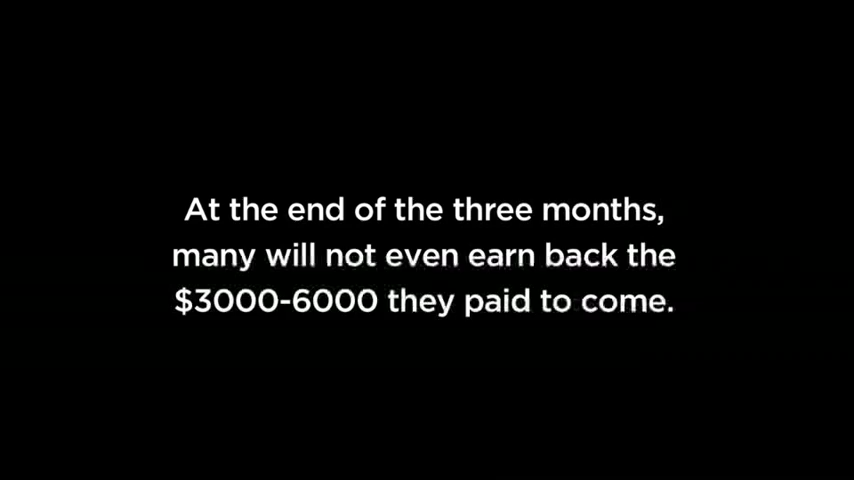 At the end of the three months,
many will not even earn back the
$3000-6000 they paid to come.